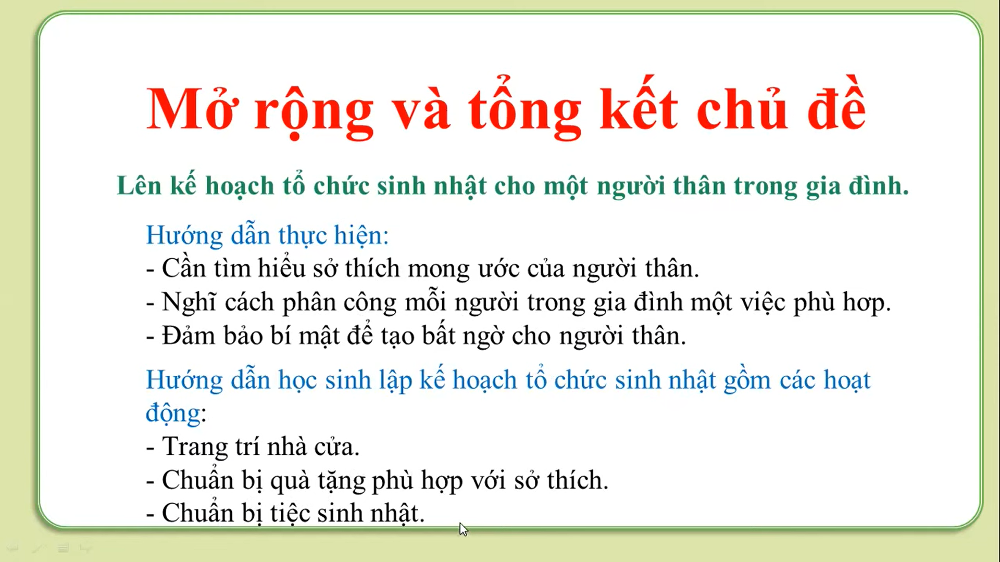 Mở rộng và tổng kết chủ đề
Lên kế hoạch tổ chức sinh nhật cho một người thân trong gia đình.
Hướng dẫn thực hiện:
- Cần tìm hiểu sở thích mong ước của người thân.
- Nghĩ cách phân công mỗi người trong gia đình một việc phù hơp.
- Đảm bảo bí mật để tạo bất ngờ cho người thân.
Hướng dẫn học sinh lập kế hoạch tổ chức sinh nhật gồm các hoạt
động:
- Trang trí nhà cửa.
- Chuẩn bị quà tặng phù hợp với sở thích.
- Chuẩn bị tiệc sinh nhật.